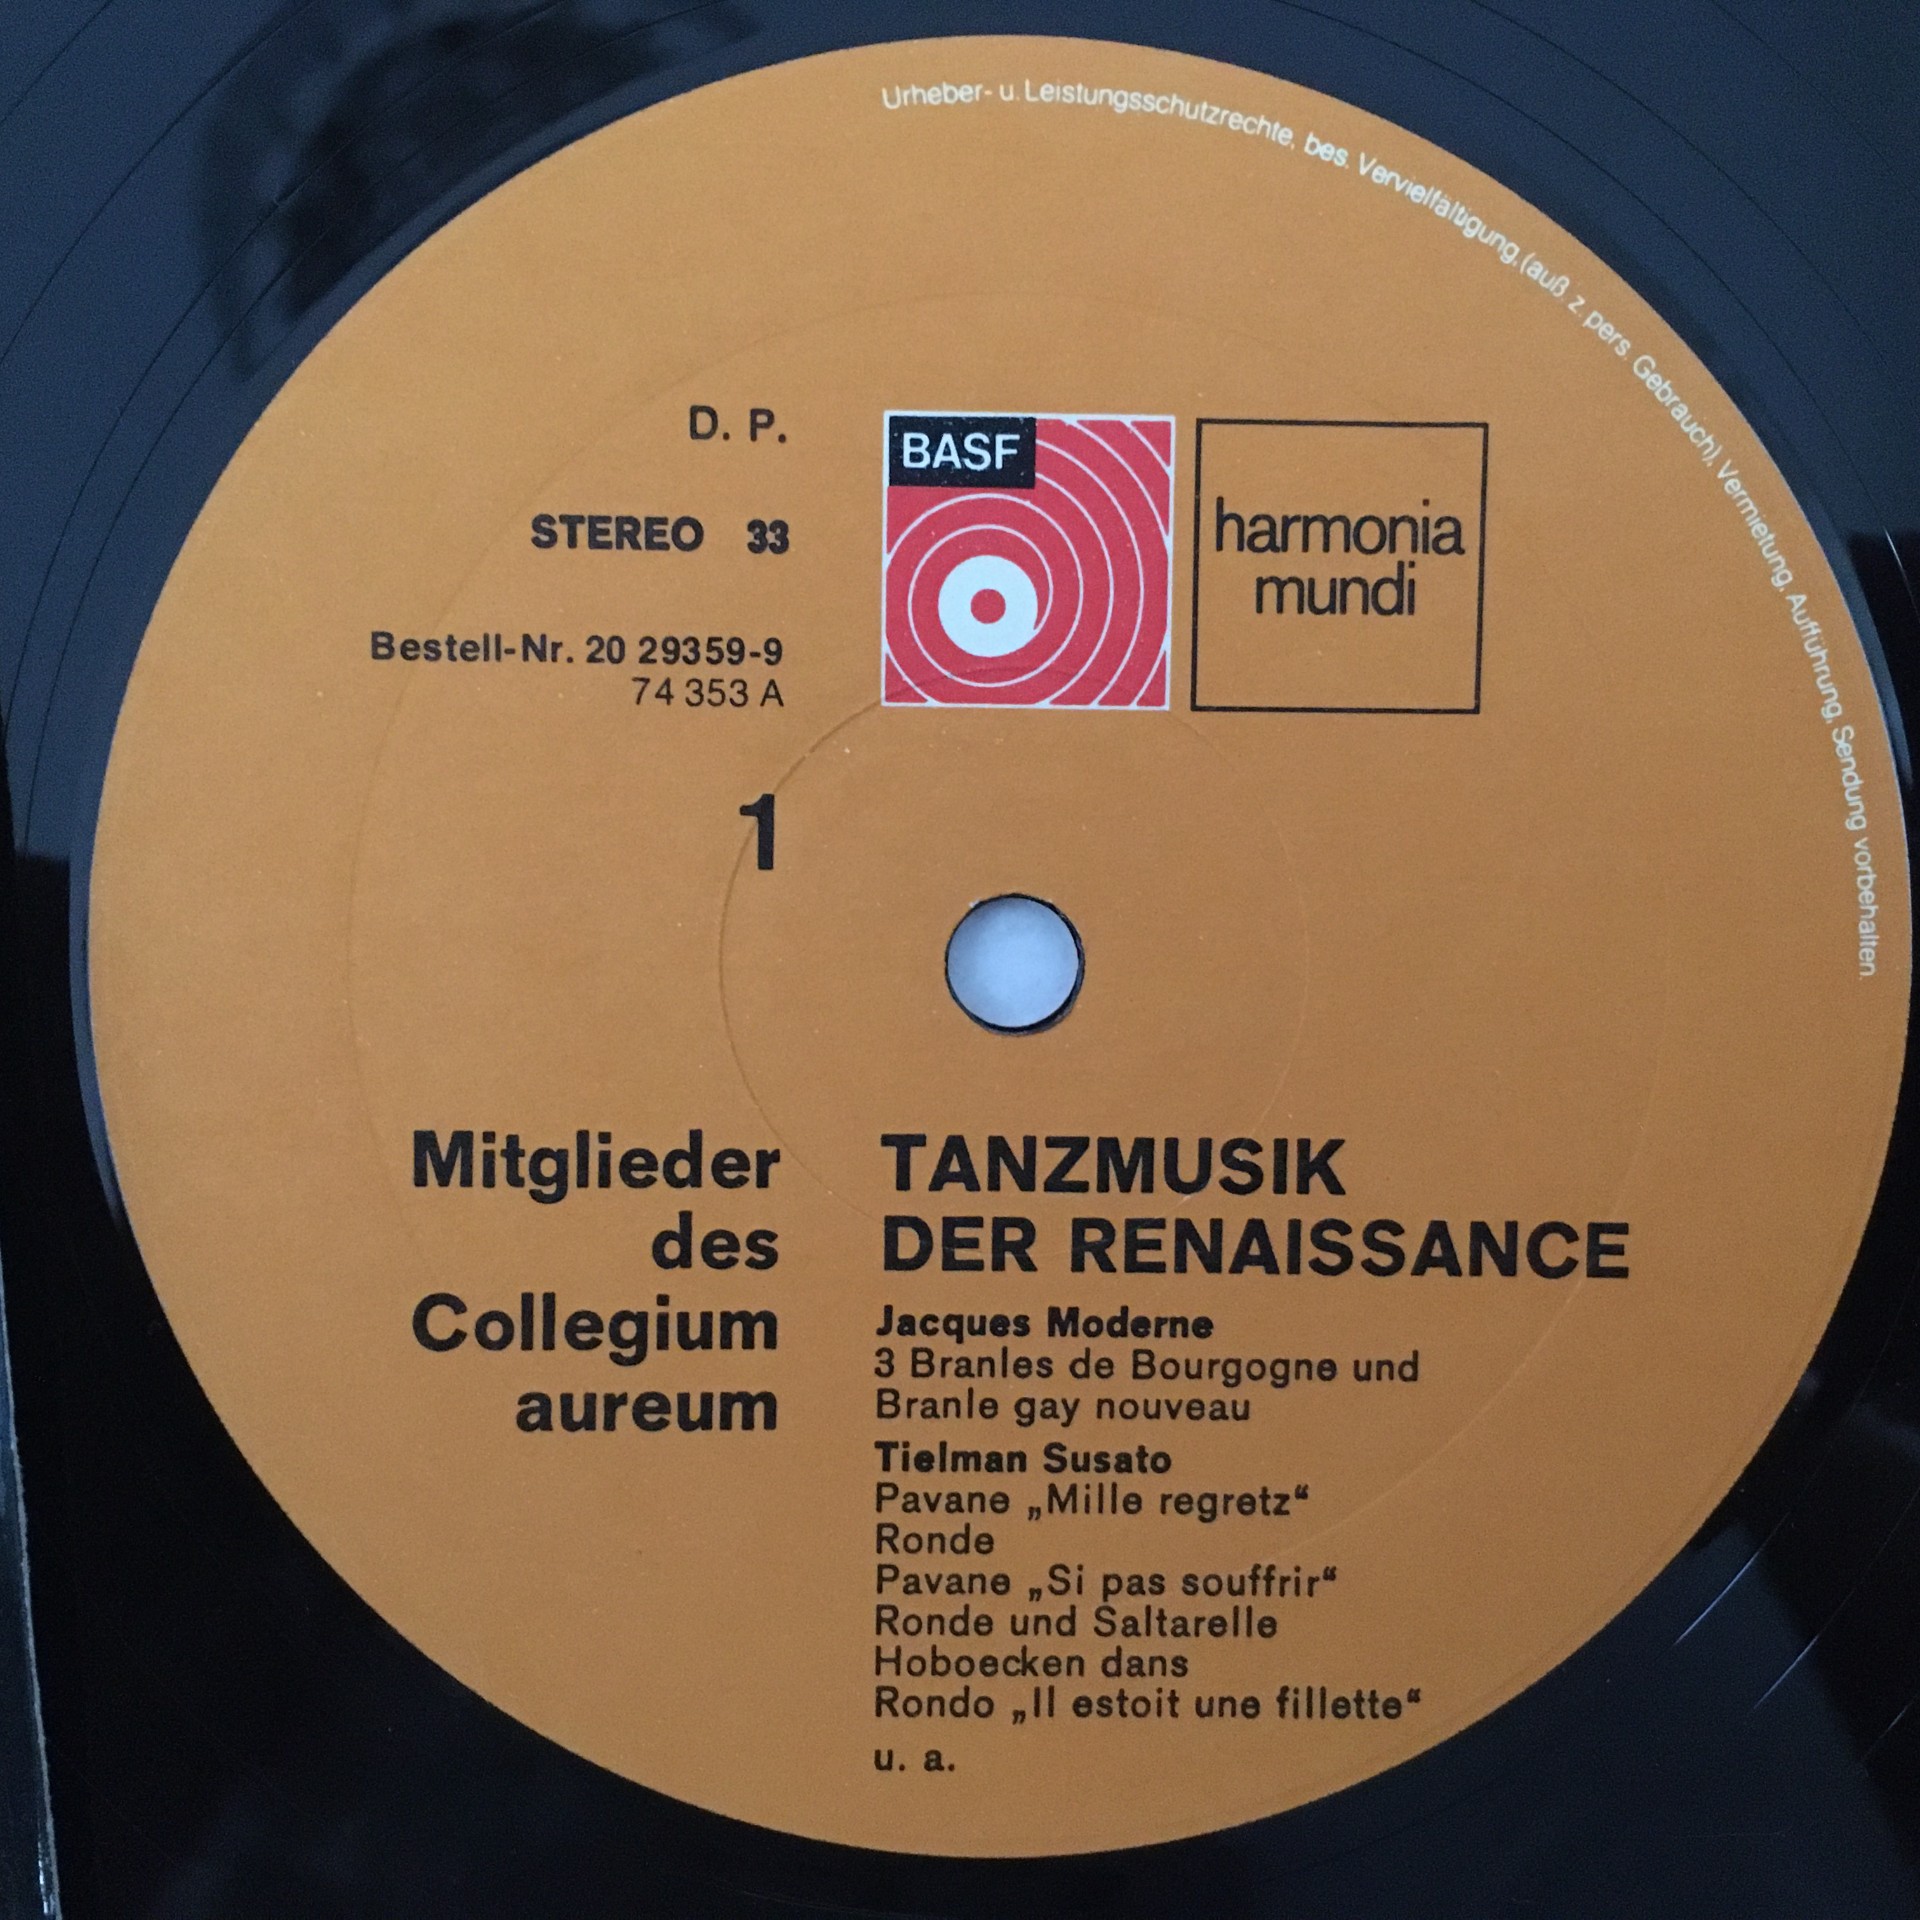 Urheber- u. Leistungsschutzrechte, bes. Vervielfältigung, (auß. z. pers. Gebrauch), Vermietung, Aufführung, Sendung vorbehalten.
D. P.
STEREO 33
Bestell-Nr. 20 29359-9
74 353 A
BASF
harmonia
mundi
1
Mitglieder
des
Collegium
aureum
TANZMUSIK
DER RENAISSANCE
Jacques Moderne
3 Branles de Bourgogne und
Branle gay nouveau
Tielman Susato
Pavane „Mille regretz“
Ronde
Pavane „Si pas souffrir“
Ronde und Saltarelle
Hoboecken dans
Rondo „Il estoit une fillette“
u. a.